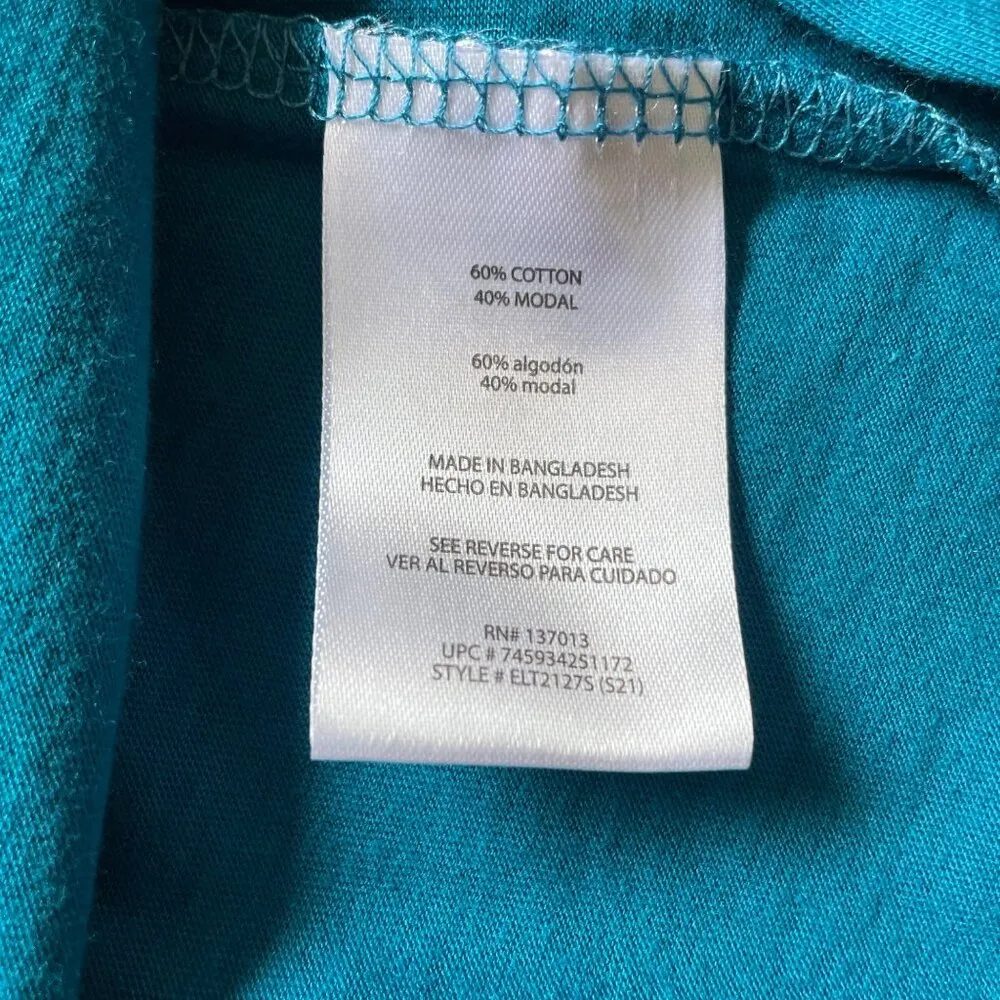 60% COTTON
40% MODAL
60% algodón
40% modal
MADE IN BANGLADESH
HECHO EN BANGLADESH
SEE REVERSE FOR CARE
VER AL REVERSO PARA CUIDADO
RN# 137013
UPC # 7459342S1172
STYLE # ELT2127S (S21)